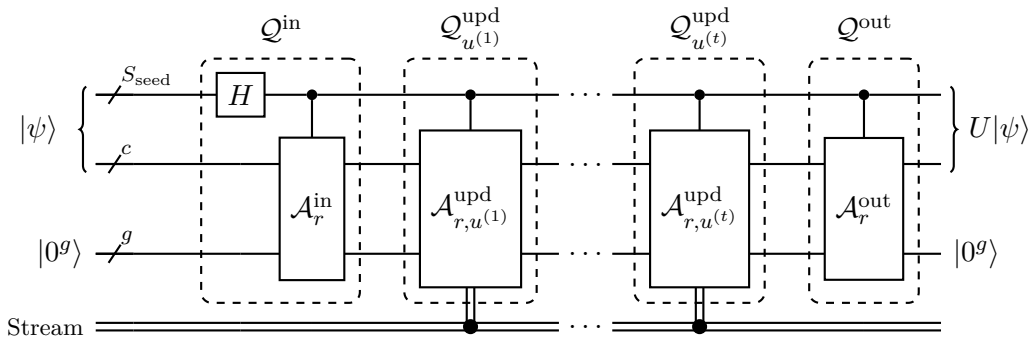 𝒬^in 𝒬^upd_{u^(1)} 𝒬^upd_{u^(t)} 𝒬^out
S_seed
H · · ·
|ψ⟩ U|ψ⟩
c
· · ·
𝒜^in_r 𝒜^upd_{r,u^(1)} 𝒜^upd_{r,u^(t)} 𝒜^out_r
g
|0^g⟩ · · · |0^g⟩
Stream · · ·